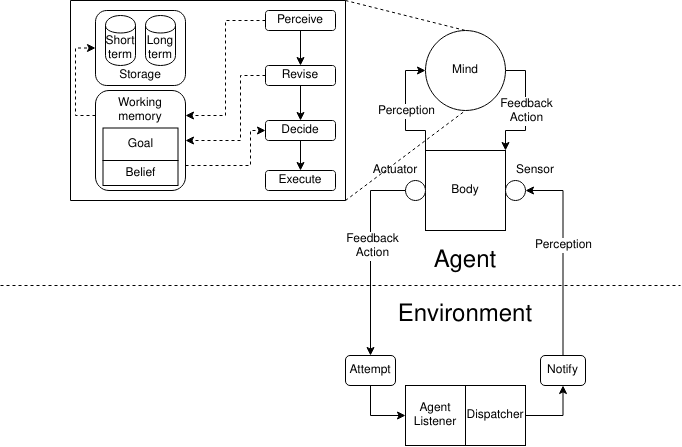 Short
term
Long
term
Storage
Working
memory
Goal
Belief
Perceive
Revise
Decide
Execute
Mind
Perception
Feedback
Action
Actuator
Sensor
Body
Feedback
Action
Perception
Agent
Environment
Attempt
Notify
Agent
Listener
Dispatcher